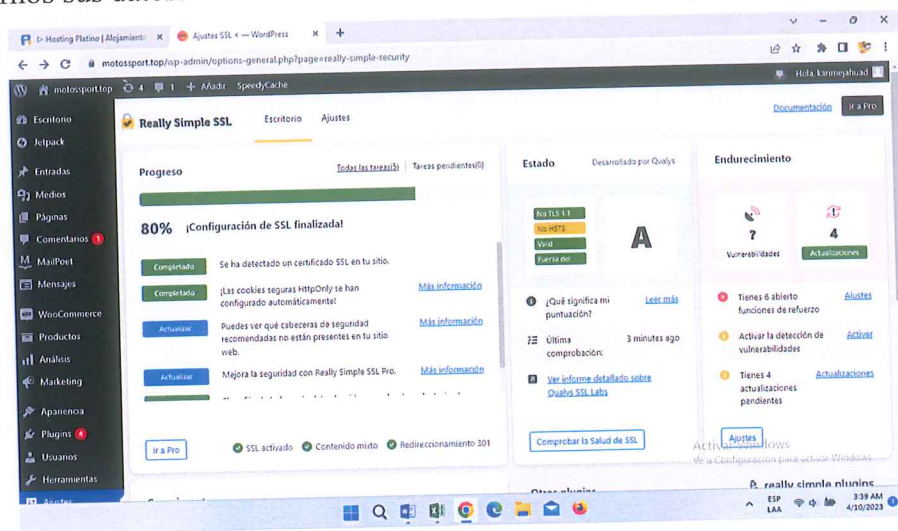 Hosting Platino | Alojamiento
Ajustes SSL < — WordPress
motossport.top/wp-admin/options-general.php?page=really-simple-security
motossport.top
4
1
+ Añadir
SpeedyCache
Hola, karimejahuad
Escritorio
Jetpack
Entradas
Medios
Páginas
Comentarios 1
MailPoet
Mensajes
WooCommerce
Productos
Análisis
Marketing
Apariencia
Plugins 4
Usuarios
Herramientas
Ajustes
Really Simple SSL
Escritorio
Ajustes
Documentación
Ir a Pro
Progreso
Todas las tareas(5)
Tareas pendientes(0)
80% ¡Configuración de SSL finalizada!
Completado
Se ha detectado un certificado SSL en tu sitio.
Completado
¡Las cookies seguras HttpOnly se han
configurado automáticamente!
Más información
Actualizar
Puedes ver qué cabeceras de seguridad
recomendadas no están presentes en tu sitio
web.
Más información
Actualizar
Mejora la seguridad con Really Simple SSL Pro.
Más información
Ir a Pro
SSL activado
Contenido mixto
Redireccionamiento 301
Estado
Desarrollado por Qualys
No TLS 1.1
No HSTS
Valid
Fuerza del
A
¿Qué significa mi
puntuación?
Leer más
Última
comprobación:
3 minutes ago
Ver informe detallado sobre
Qualys SSL Labs
Comprobar la Salud de SSL
Endurecimiento
?
Vulnerabilidades
4
Actualizaciones
Tienes 6 abierto
funciones de refuerzo
Ajustes
Activar la detección de
vulnerabilidades
Activar
Tienes 4
actualizaciones
pendientes
Actualizaciones
Ajustes
Activar Windows
Ve a Configuración para activar Windows.
Otros plugins
really simple plugins
ESP
LAA
3:39 AM
4/10/2023